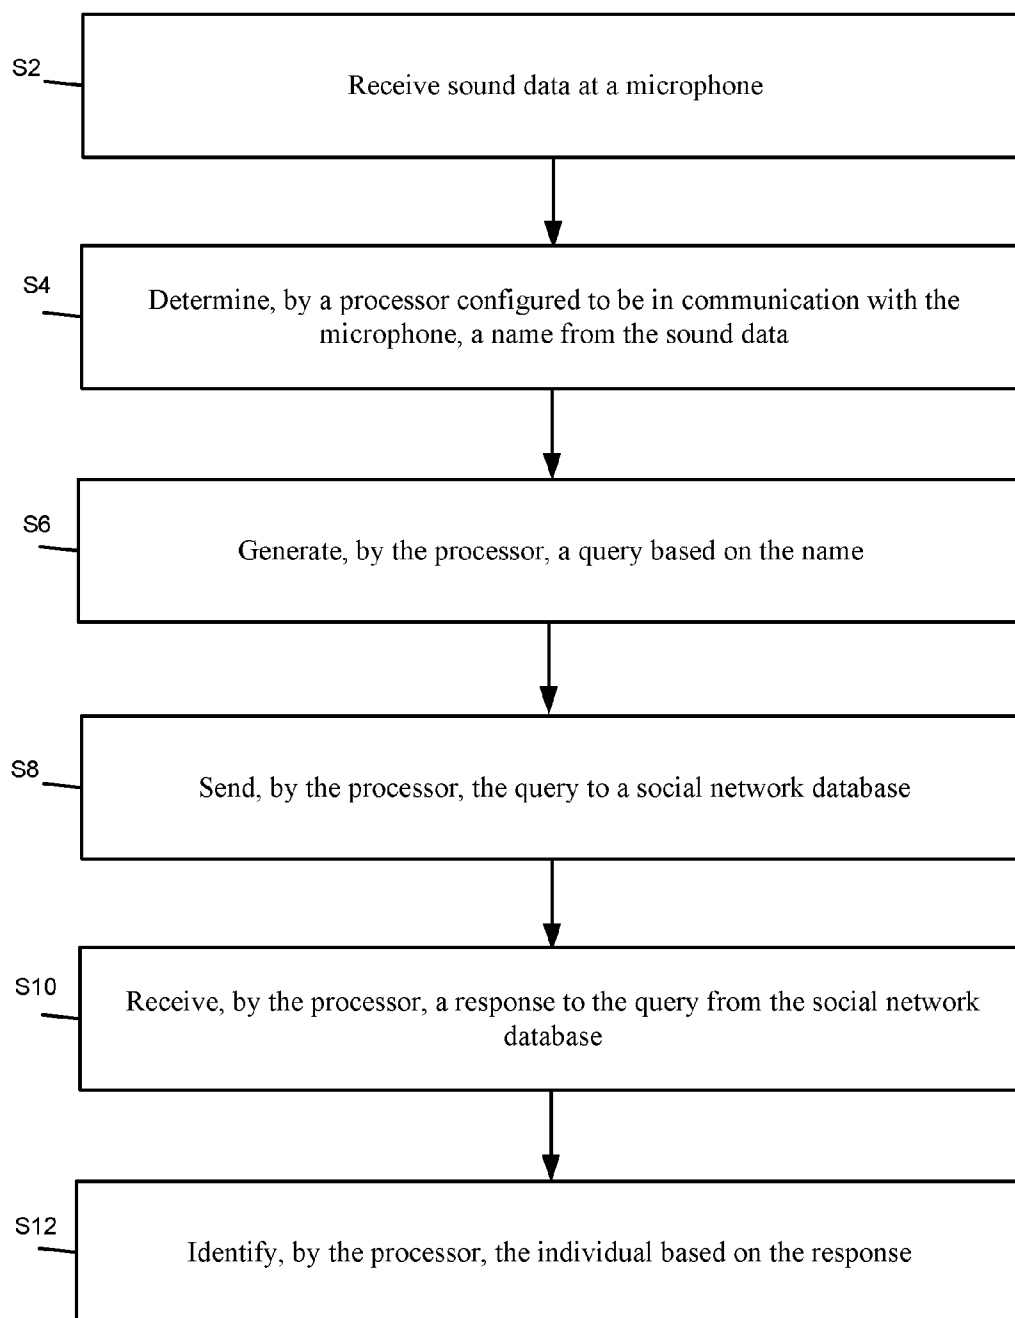 S2
Receive sound data at a microphone
S4
Determine, by a processor configured to be in communication with the
microphone, a name from the sound data
S6
Generate, by the processor, a query based on the name
S8
Send, by the processor, the query to a social network database
S10
Receive, by the processor, a response to the query from the social network
database
S12
Identify, by the processor, the individual based on the response